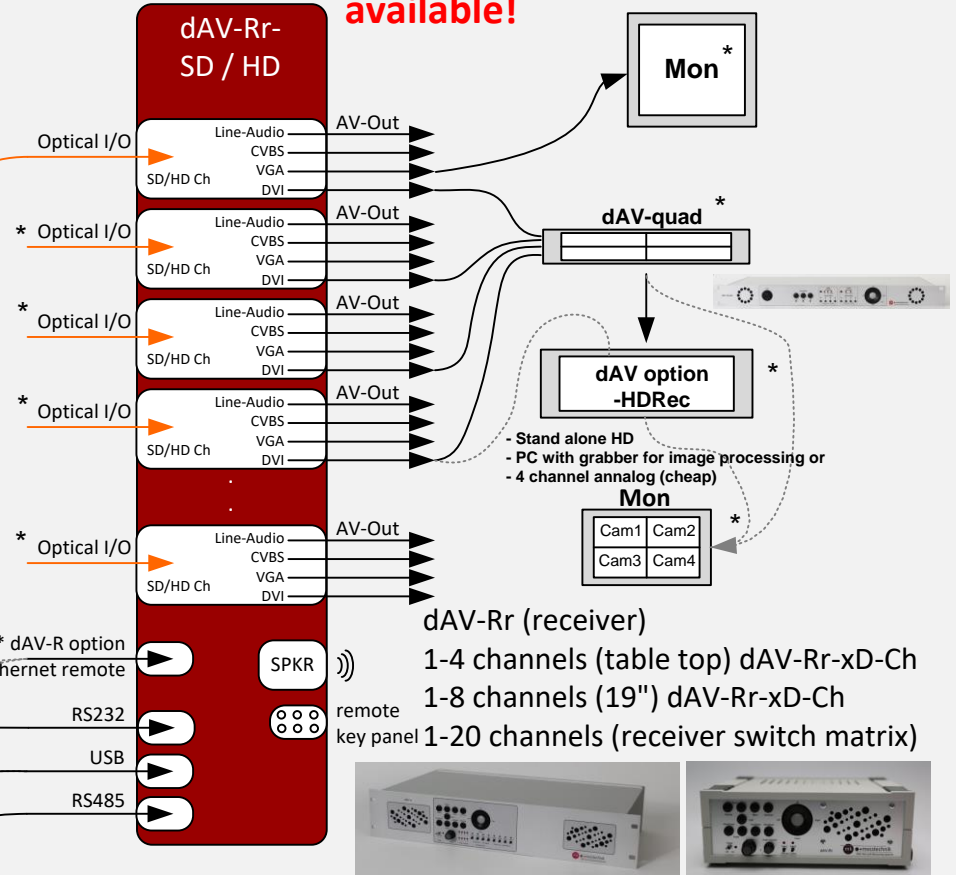 available!
dAV-Rr-
SD / HD
Mon *
Optical I/O
Line-Audio
AV-Out
CVBS
VGA
SD/HD Ch
DVI
dAV-quad *
* Optical I/O
Line-Audio
AV-Out
CVBS
VGA
SD/HD Ch
DVI
* Optical I/O
Line-Audio
AV-Out
CVBS
VGA
SD/HD Ch
DVI
dAV option
-HDRec
*
* Optical I/O
Line-Audio
AV-Out
CVBS
VGA
SD/HD Ch
DVI
- Stand alone HD
- PC with grabber for image processing or
- 4 channel annalog (cheap)
Mon
*
Cam1 Cam2
Cam3 Cam4
* Optical I/O
Line-Audio
AV-Out
CVBS
VGA
SD/HD Ch
DVI
* dAV-R option
hernet remote
SPKR
RS232
USB
RS485
remote
key panel
dAV-Rr (receiver)
1-4 channels (table top) dAV-Rr-xD-Ch
1-8 channels (19") dAV-Rr-xD-Ch
1-20 channels (receiver switch matrix)